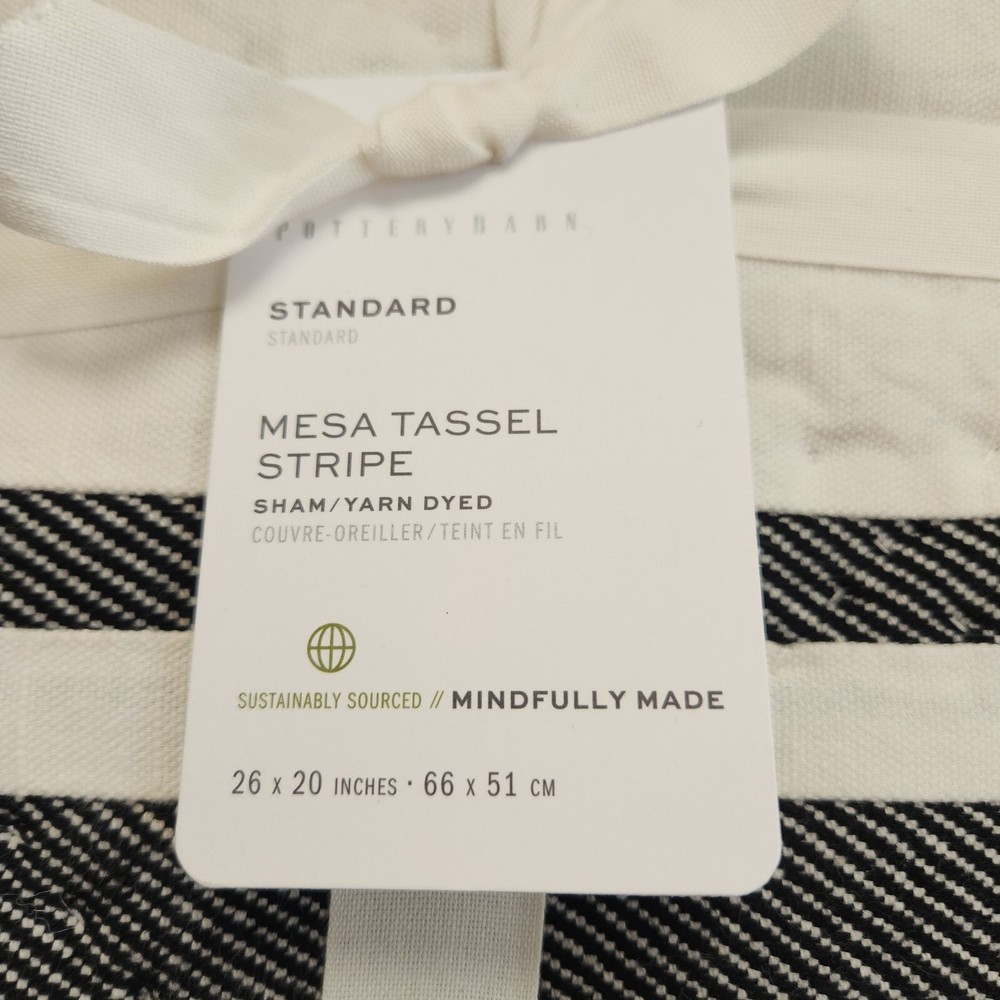 POTTERYBARN
STANDARD
STANDARD
MESA TASSEL
STRIPE
SHAM/YARN DYED
COUVRE-OREILLER/TEINT EN FIL
SUSTAINABLY SOURCED // MINDFULLY MADE
26 X 20 INCHES · 66 X 51 CM